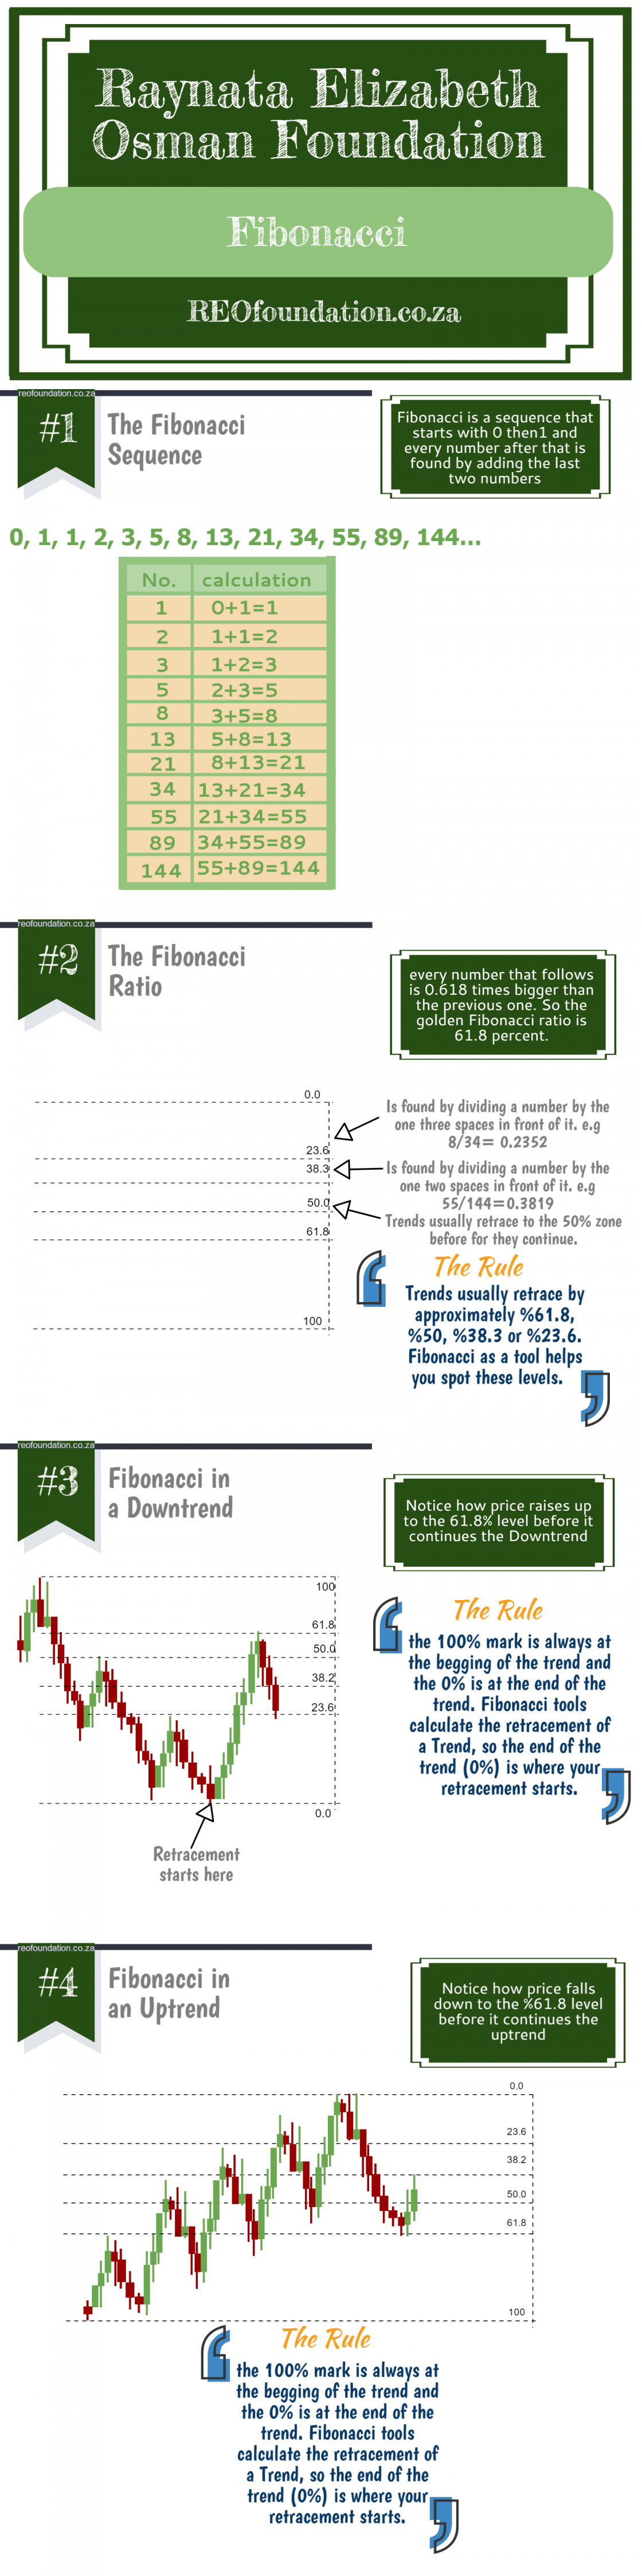 Raynata Elizabeth
Osman Foundation
Fibonacci
REOfoundation.co.za
reofoundation.co.za
#1
The Fibonacci
Sequence
Fibonacci is a sequence that
starts with 0 then1 and
every number after that is
found by adding the last
two numbers
0, 1, 1, 2, 3, 5, 8, 13, 21, 34, 55, 89, 144...
No. calculation
1 0+1=1
2 1+1=2
3 1+2=3
5 2+3=5
8 3+5=8
13 5+8=13
21 8+13=21
34 13+21=34
55 21+34=55
89 34+55=89
144 55+89=144
reofoundation.co.za
#2
The Fibonacci
Ratio
every number that follows
is 0.618 times bigger than
the previous one. So the
golden Fibonacci ratio is
61.8 percent.
0.0
23.6
38.3
50.0
61.8
100
Is found by dividing a number by the
one three spaces in front of it. e.g
8/34= 0.2352
Is found by dividing a number by the
one two spaces in front of it. e.g
55/144=0.3819
Trends usually retrace to the 50% zone
before for they continue.
The Rule
Trends usually retrace by
approximately %61.8,
%50, %38.3 or %23.6.
Fibonacci as a tool helps
you spot these levels.
reofoundation.co.za
#3
Fibonacci in
a Downtrend
Notice how price raises up
to the 61.8% level before it
continues the Downtrend
100
61.8
50.0
38.2
23.6
0.0
Retracement
starts here
The Rule
the 100% mark is always at
the begging of the trend and
the 0% is at the end of the
trend. Fibonacci tools
calculate the retracement of
a Trend, so the end of the
trend (0%) is where your
retracement starts.
reofoundation.co.za
#4
Fibonacci in
an Uptrend
Notice how price falls
down to the %61.8 level
before it continues the
uptrend
0.0
23.6
38.2
50.0
61.8
100
The Rule
the 100% mark is always at
the begging of the trend and
the 0% is at the end of the
trend. Fibonacci tools
calculate the retracement of
a Trend, so the end of the
trend (0%) is where your
retracement starts.